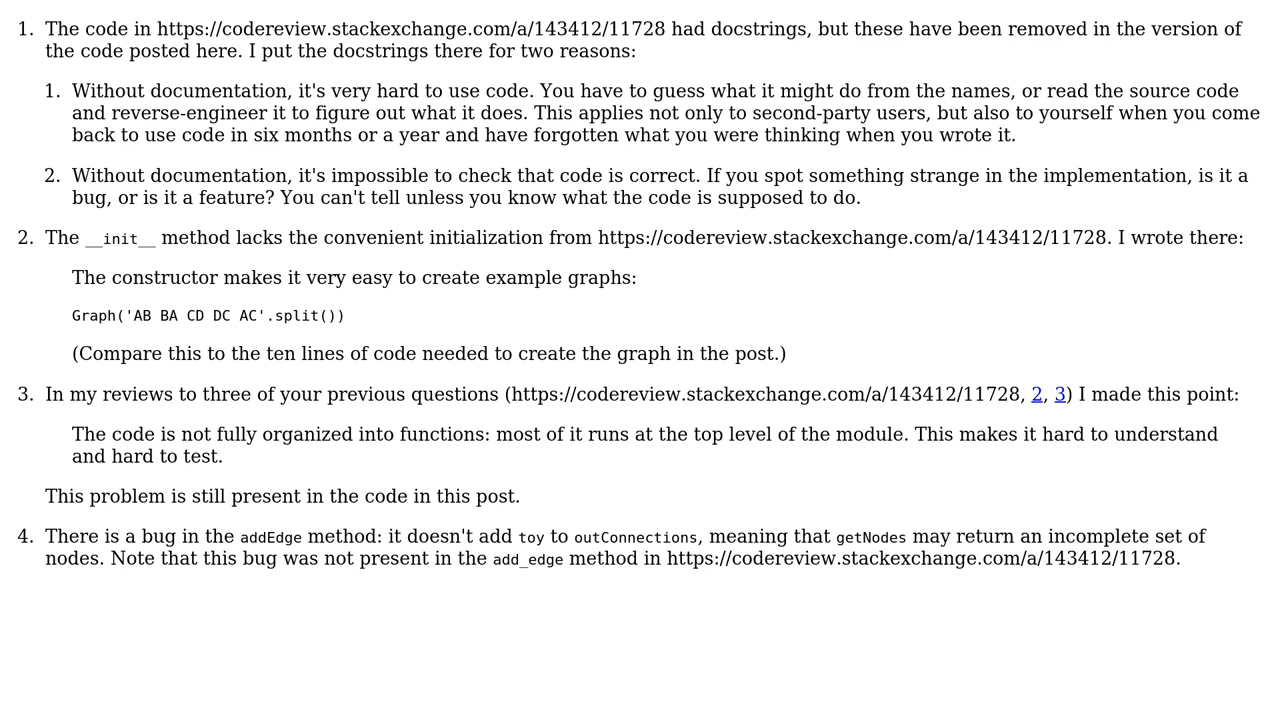 1. The code in https://codereview.stackexchange.com/a/143412/11728 had docstrings, but these have been removed in the version of
the code posted here. I put the docstrings there for two reasons:
1. Without documentation, it's very hard to use code. You have to guess what it might do from the names, or read the source code
and reverse-engineer it to figure out what it does. This applies not only to second-party users, but also to yourself when you come
back to use code in six months or a year and have forgotten what you were thinking when you wrote it.
2. Without documentation, it's impossible to check that code is correct. If you spot something strange in the implementation, is it a
bug, or is it a feature? You can't tell unless you know what the code is supposed to do.
2. The __init__ method lacks the convenient initialization from https://codereview.stackexchange.com/a/143412/11728. I wrote there:
The constructor makes it very easy to create example graphs:
Graph('AB BA CD DC AC'.split())
(Compare this to the ten lines of code needed to create the graph in the post.)
3. In my reviews to three of your previous questions (https://codereview.stackexchange.com/a/143412/11728, 2, 3) I made this point:
The code is not fully organized into functions: most of it runs at the top level of the module. This makes it hard to understand
and hard to test.
This problem is still present in the code in this post.
4. There is a bug in the addEdge method: it doesn't add toy to outConnections, meaning that getNodes may return an incomplete set of
nodes. Note that this bug was not present in the add_edge method in https://codereview.stackexchange.com/a/143412/11728.